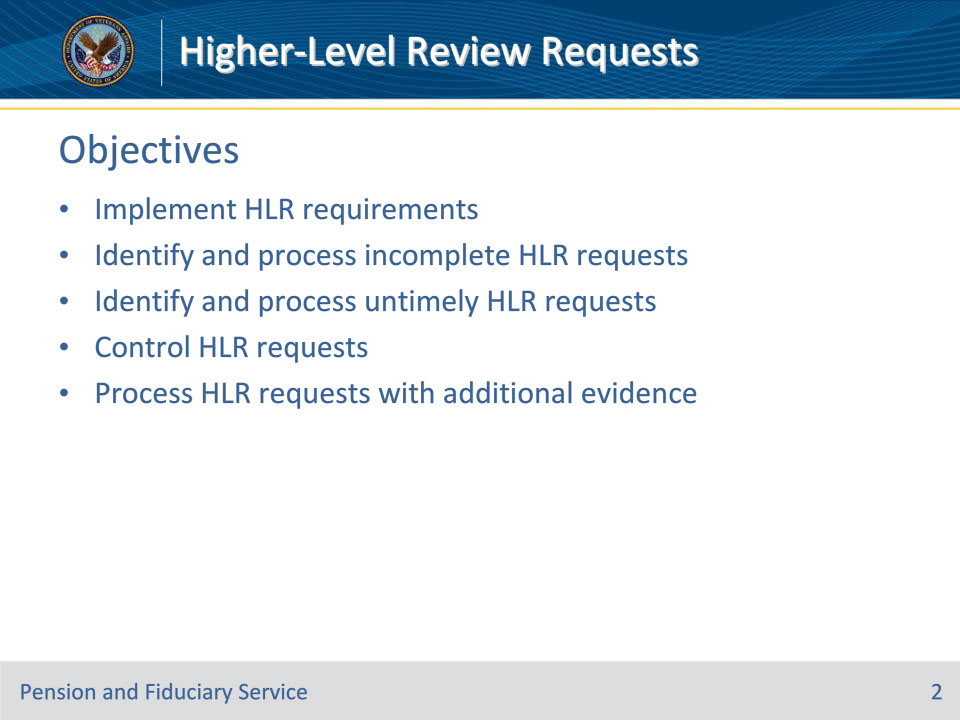 Higher-Level Review Requests
Objectives
• Implement HLR requirements
• Identify and process incomplete HLR requests
• Identify and process untimely HLR requests
• Control HLR requests
• Process HLR requests with additional evidence
Pension and Fiduciary Service
2